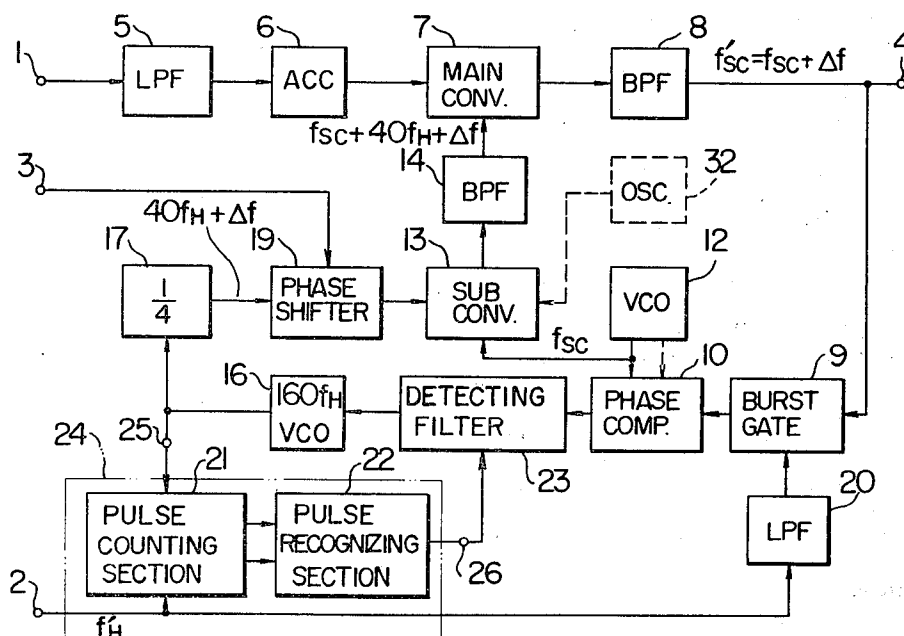 5
6
7
8
4
1
LPF
ACC
MAIN
CONV.
BPF
f'sc=fsc+Δf
fsc+40fH+Δf
3
14
BPF
OSC.
32
40fH+Δf
17
19
13
12
1/4
PHASE
SHIFTER
SUB
CONV.
VCO
fsc
10
9
16
160fH
VCO
DETECTING
FILTER
PHASE
COMP.
BURST
GATE
25
24
21
22
23
20
PULSE
COUNTING
SECTION
PULSE
RECOGNIZING
SECTION
LPF
26
2
f'H